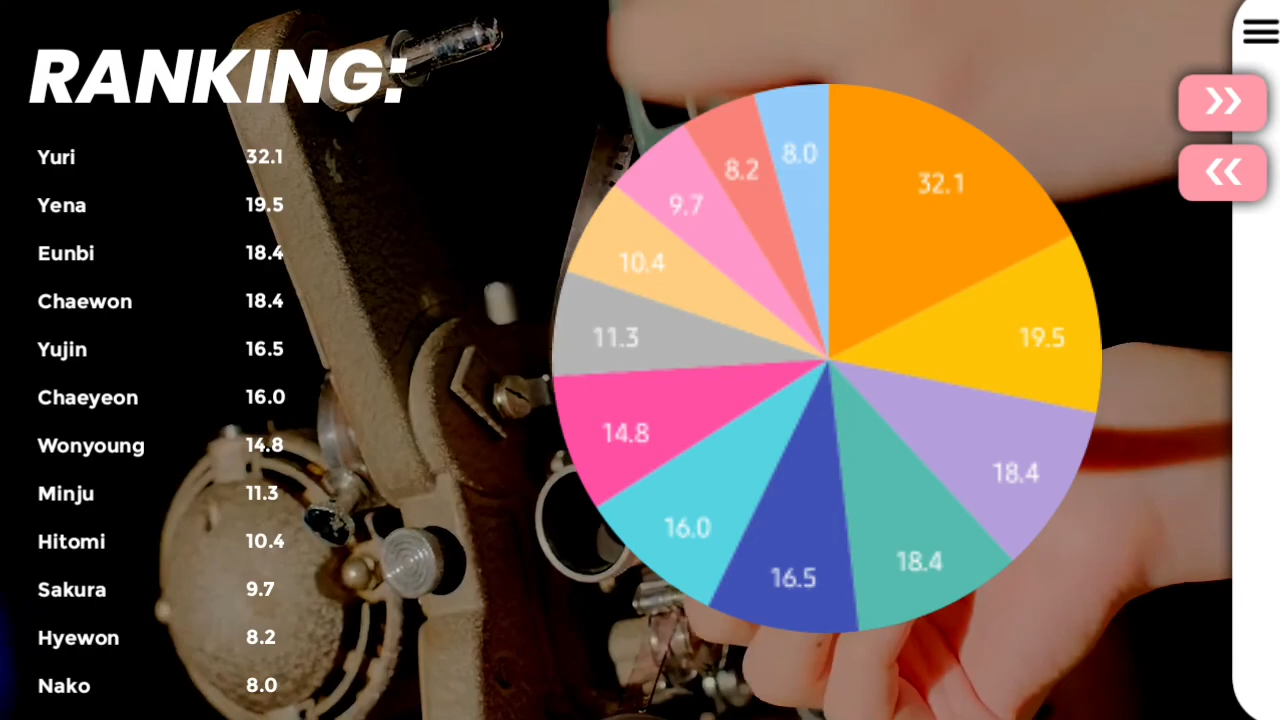 RANKING:
Yuri 32.1
Yena 19.5
Eunbi 18.4
Chaewon 18.4
Yujin 16.5
Chaeyeon 16.0
Wonyoung 14.8
Minju 11.3
Hitomi 10.4
Sakura 9.7
Hyewon 8.2
Nako 8.0
32.1
19.5
18.4
18.4
16.5
16.0
14.8
11.3
10.4
9.7
8.2
8.0